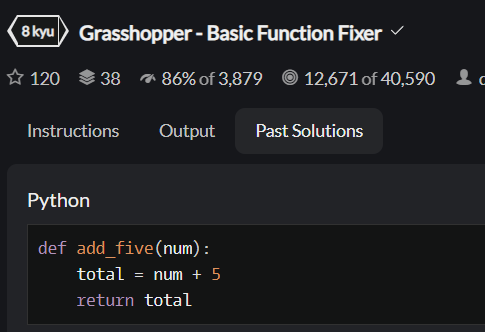 8 kyu Grasshopper - Basic Function Fixer
120 38 86% of 3,879 12,671 of 40,590
Instructions Output Past Solutions
Python
def add_five(num):
    total = num + 5
    return total